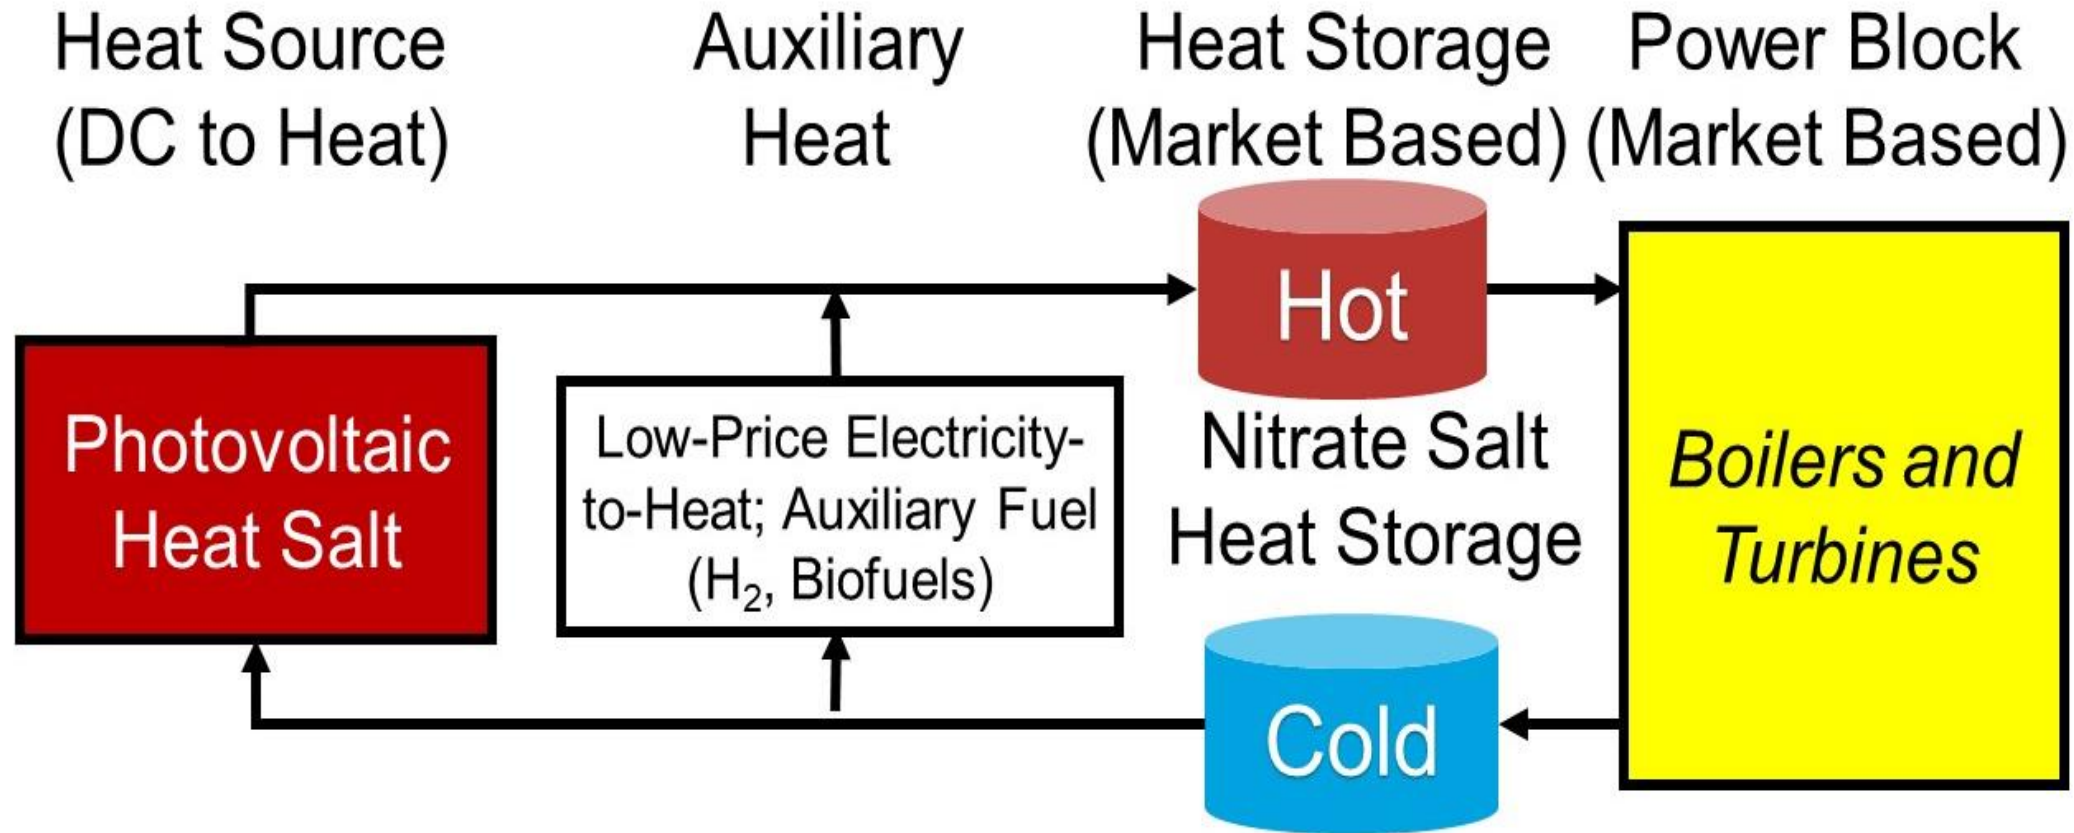 Heat Source
(DC to Heat)
Auxiliary
Heat
Heat Storage
(Market Based)
Power Block
(Market Based)
Photovoltaic
Heat Salt
Low-Price Electricity-
to-Heat; Auxiliary Fuel
(H₂, Biofuels)
Hot
Nitrate Salt
Heat Storage
Cold
Boilers and
Turbines